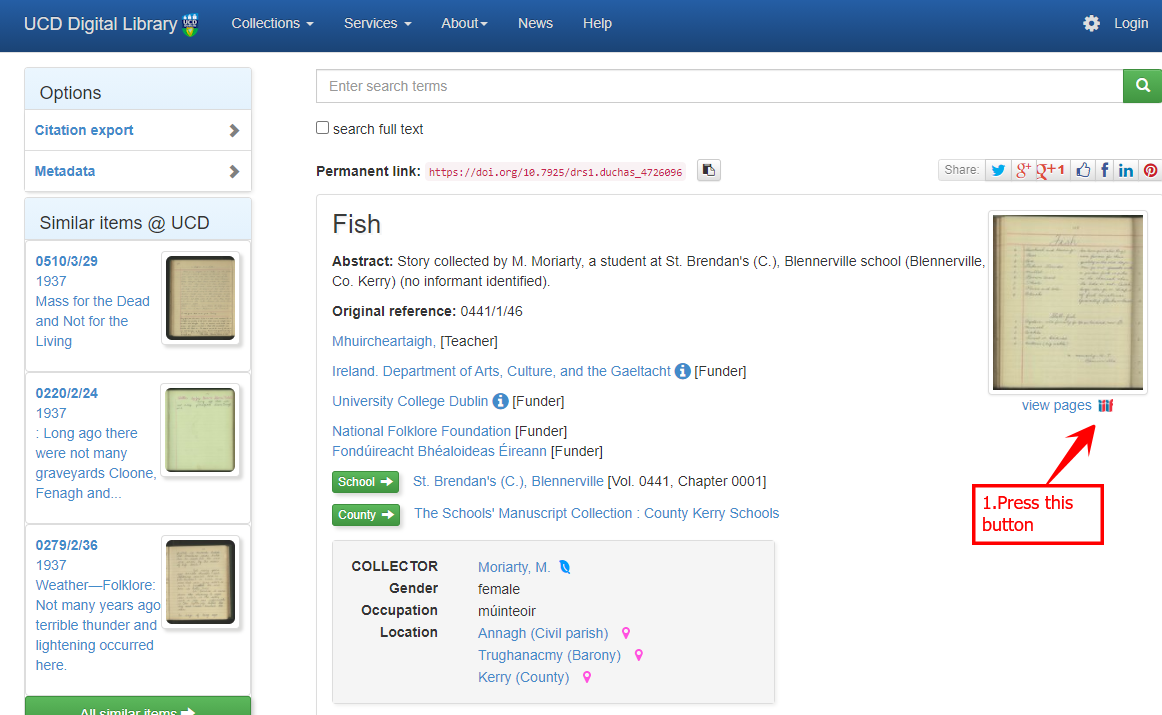 UCD Digital Library
Collections
Services
About
News
Help
Login
Options
Citation export
Metadata
Similar items @ UCD
0510/3/29
1937
Mass for the Dead
and Not for the
Living
0220/2/24
1937
: Long ago there
were not many
graveyards Cloone,
Fenagh and...
0279/2/36
1937
Weather—Folklore:
Not many years ago
terrible thunder and
lightening occurred
here.
All similar items
Enter search terms
search full text
Permanent link: https://doi.org/10.7925/drs1.duchas_4726096
Share: g+ g+1 f in
Fish
Abstract: Story collected by M. Moriarty, a student at St. Brendan's (C.), Blennerville school (Blennerville,
Co. Kerry) (no informant identified).
Original reference: 0441/1/46
Mhuircheartaigh, [Teacher]
Ireland. Department of Arts, Culture, and the Gaeltacht i [Funder]
University College Dublin i [Funder]
National Folklore Foundation [Funder]
Fondúireacht Bhéaloideas Éireann [Funder]
School St. Brendan's (C.), Blennerville [Vol. 0441, Chapter 0001]
County The Schools' Manuscript Collection : County Kerry Schools
COLLECTOR Moriarty, M.
Gender female
Occupation múinteoir
Location Annagh (Civil parish)
Trughanacmy (Barony)
Kerry (County)
Fish
view pages iiif
1.Press this
button